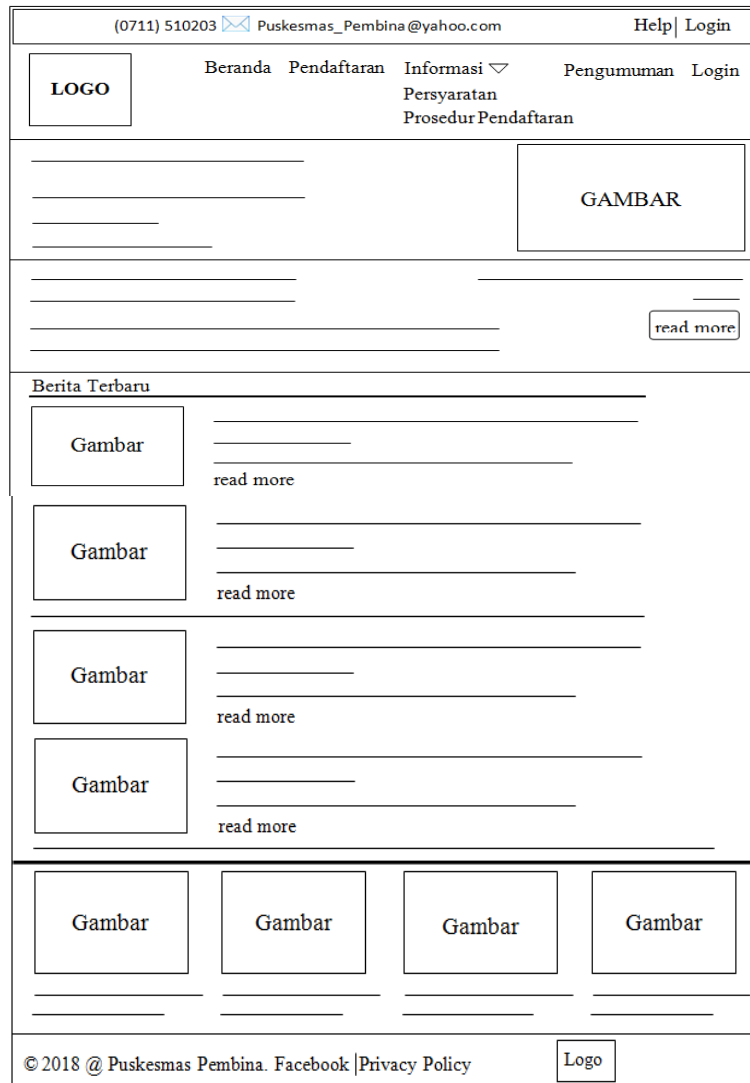 (0711) 510203 Puskesmas_Pembina@yahoo.com Help| Login
LOGO
Beranda Pendaftaran Informasi Pengumuman Login
Persyaratan
Prosedur Pendaftaran
GAMBAR
read more
Berita Terbaru
Gambar
read more
Gambar
read more
Gambar
read more
Gambar
read more
Gambar Gambar Gambar Gambar
© 2018 @ Puskesmas Pembina. Facebook |Privacy Policy Logo